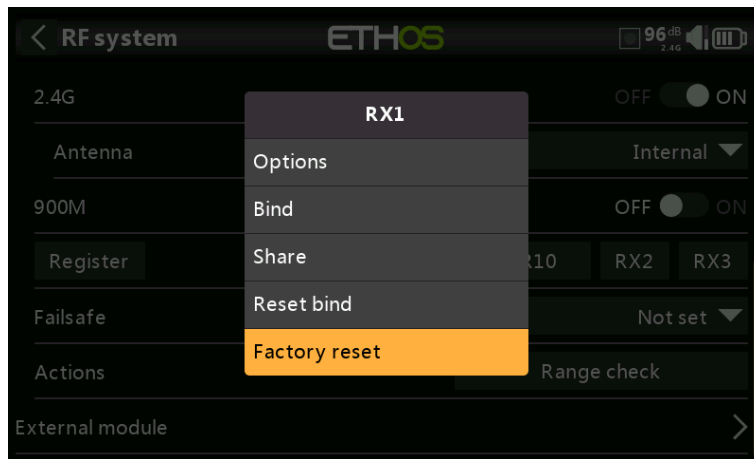 RF system
ETHOS
96dB
2.4G
2.4G
OFF
ON
RX1
Antenna
Options
Internal
900M
Bind
OFF
ON
Register
Share
R10
RX2
RX3
Failsafe
Reset bind
Not set
Factory reset
Actions
Range check
External module